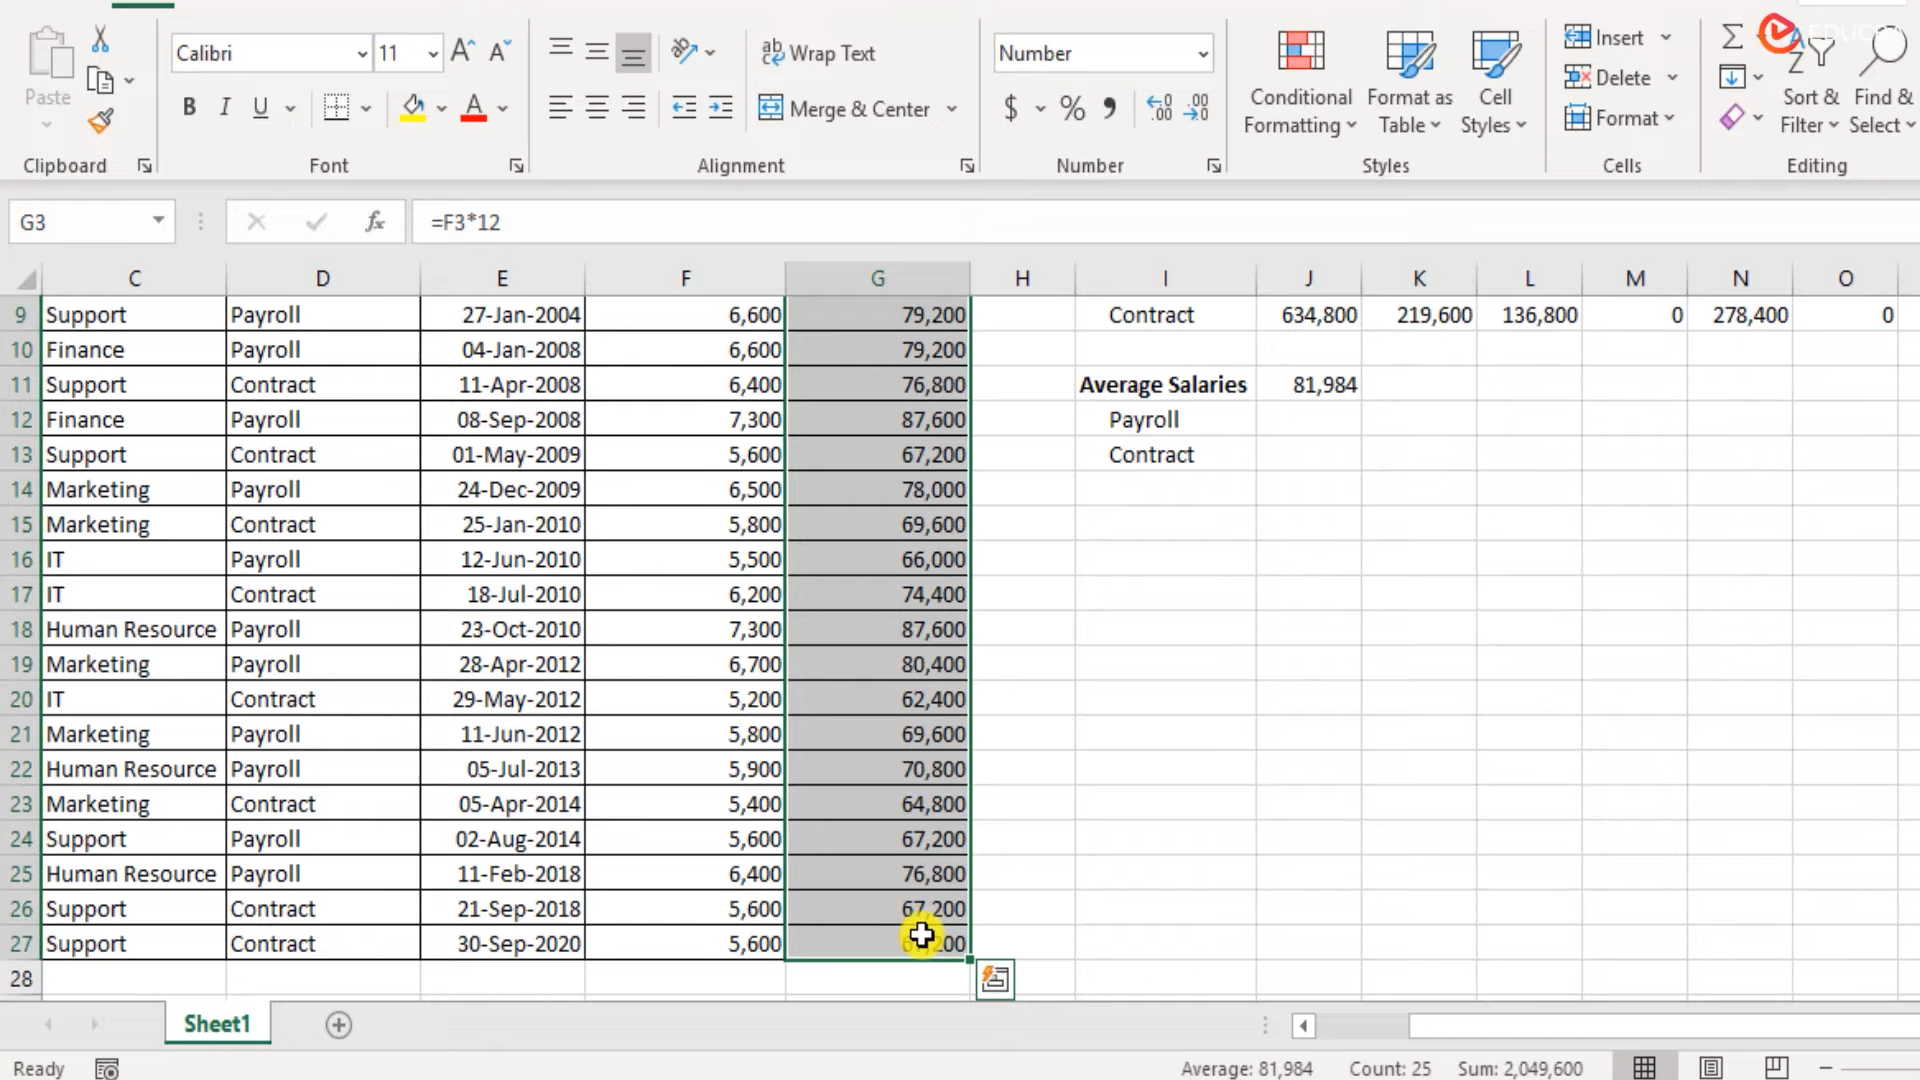 Calibri 11 ab Wrap Text Number Insert
Paste Delete
B I U A Merge & Center $ % Conditional Formatting Format as Table Cell Styles Format Sort & Filter Find & Select
Clipboard Font Alignment Number Styles Cells Editing
G3 fx =F3*12
C D E F G H I J K L M N O
9 Support Payroll 27-Jan-2004 6,600 79,200 Contract 634,800 219,600 136,800 0 278,400 0
10 Finance Payroll 04-Jan-2008 6,600 79,200
11 Support Contract 11-Apr-2008 6,400 76,800 Average Salaries 81,984
12 Finance Payroll 08-Sep-2008 7,300 87,600 Payroll
13 Support Contract 01-May-2009 5,600 67,200 Contract
14 Marketing Payroll 24-Dec-2009 6,500 78,000
15 Marketing Contract 25-Jan-2010 5,800 69,600
16 IT Payroll 12-Jun-2010 5,500 66,000
17 IT Contract 18-Jul-2010 6,200 74,400
18 Human Resource Payroll 23-Oct-2010 7,300 87,600
19 Marketing Payroll 28-Apr-2012 6,700 80,400
20 IT Contract 29-May-2012 5,200 62,400
21 Marketing Payroll 11-Jun-2012 5,800 69,600
22 Human Resource Payroll 05-Jul-2013 5,900 70,800
23 Marketing Contract 05-Apr-2014 5,400 64,800
24 Support Payroll 02-Aug-2014 5,600 67,200
25 Human Resource Payroll 11-Feb-2018 6,400 76,800
26 Support Contract 21-Sep-2018 5,600 67,200
27 Support Contract 30-Sep-2020 5,600
28
Sheet1
Ready Average: 81,984 Count: 25 Sum: 2,049,600